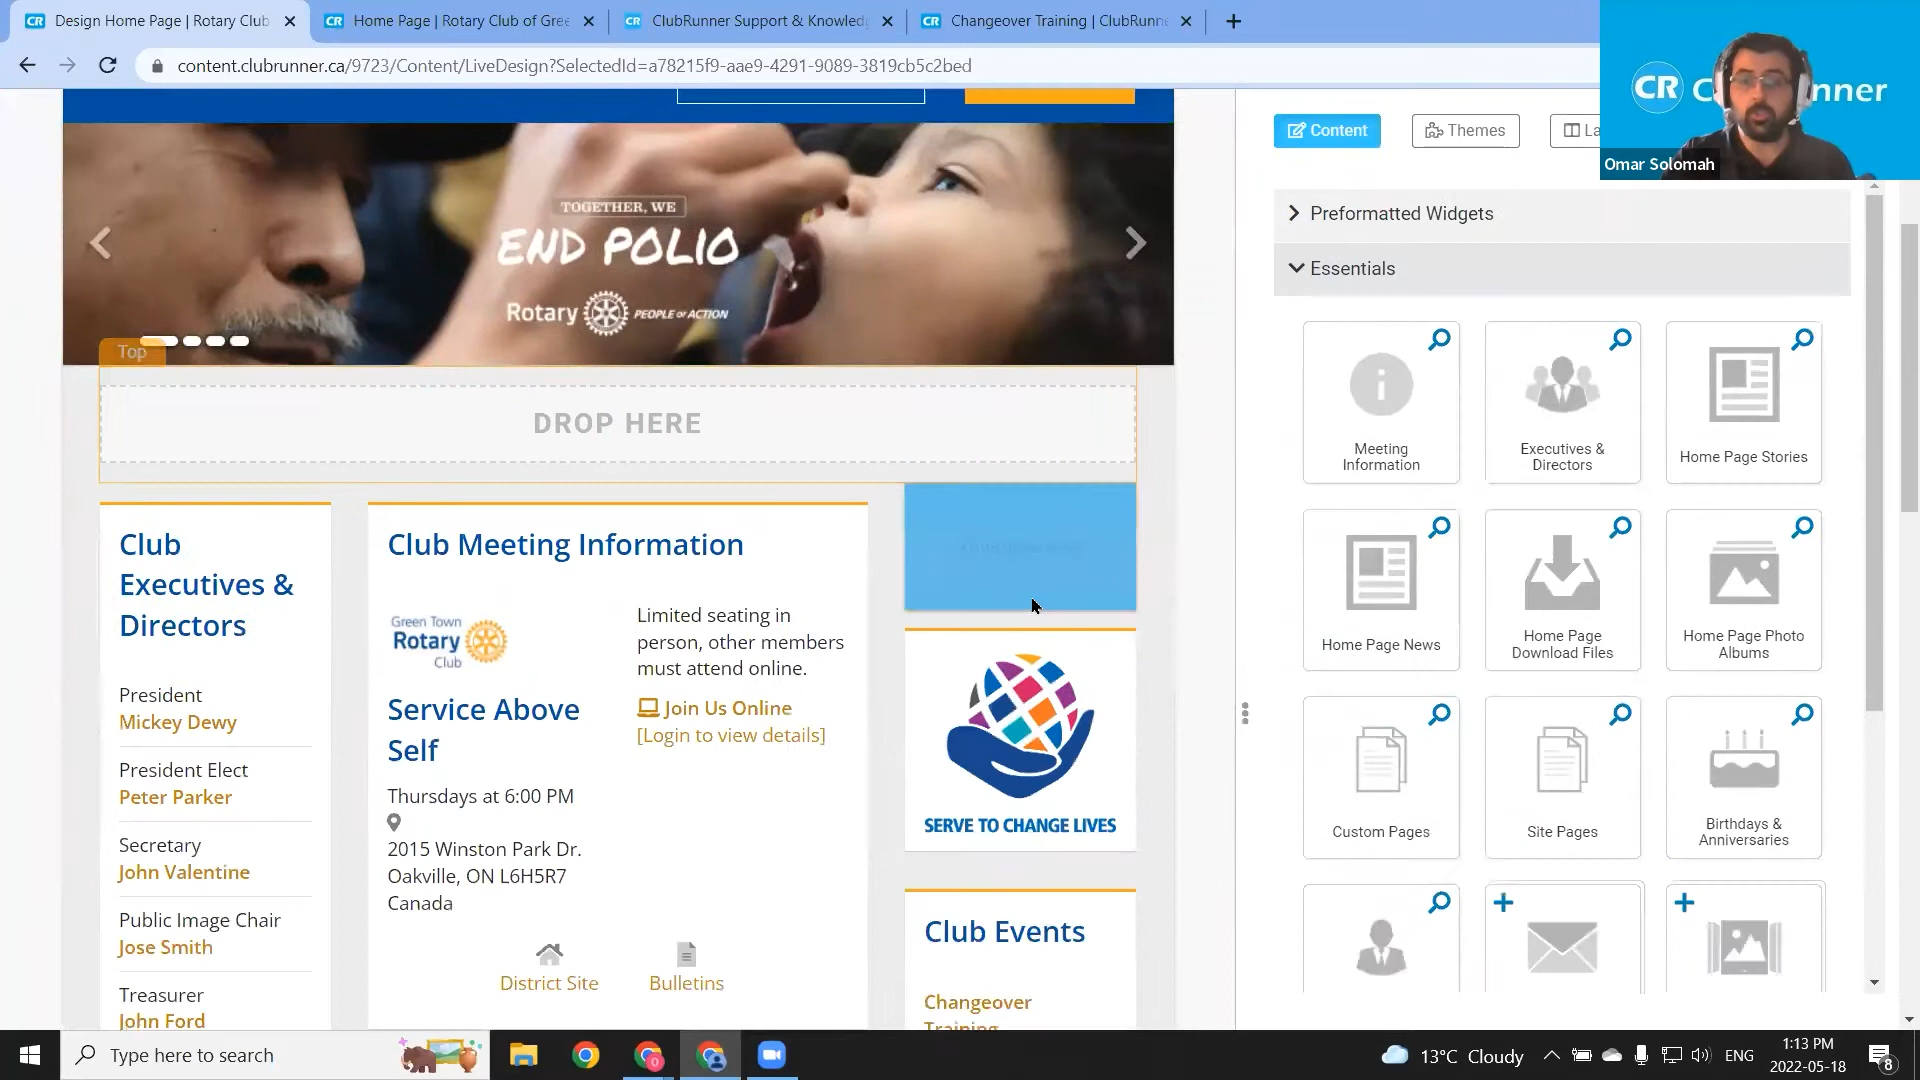 Design Home Page | Rotary Club
Home Page | Rotary Club of Gree
ClubRunner Support & Knowled
Changeover Training | ClubRunne
content.clubrunner.ca/9723/Content/LiveDesign?SelectedId=a78215f9-aae9-4291-9089-3819cb5c2bed
Content
Themes
La
CR C nner
Omar Solomah
TOGETHER, WE
END POLIO
Rotary PEOPLE OF ACTION
Top
DROP HERE
Club
Executives &
Directors
President
Mickey Dewy
President Elect
Peter Parker
Secretary
John Valentine
Public Image Chair
Jose Smith
Treasurer
John Ford
Club Meeting Information
Green Town
Rotary
Club
Service Above
Self
Thursdays at 6:00 PM
2015 Winston Park Dr.
Oakville, ON L6H5R7
Canada
Limited seating in
person, other members
must attend online.
Join Us Online
[Login to view details]
District Site
Bulletins
SERVE TO CHANGE LIVES
Club Events
Changeover
Training
Preformatted Widgets
Essentials
Meeting
Information
Executives &
Directors
Home Page Stories
Home Page News
Home Page
Download Files
Home Page Photo
Albums
Custom Pages
Site Pages
Birthdays &
Anniversaries
Type here to search
13°C Cloudy
ENG
1:13 PM
2022-05-18
8